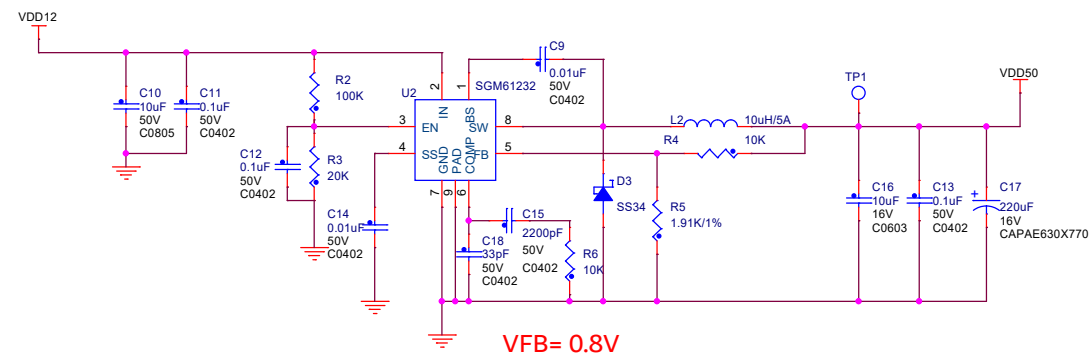 VDD12
C10
10uF
50V
C0805
C11
0.1uF
50V
C0402
R2
100K
C12
0.1uF
50V
C0402
R3
20K
C14
0.01uF
50V
C0402
U2
SGM61232
2
1
IN
BS
3
EN
SW
8
4
SS
FB
5
GND
PAD
COMP
7
9
6
C9
0.01uF
50V
C0402
C15
2200pF
50V
C0402
C18
33pF
50V
C0402
R6
10K
D3
SS34
L2
10uH/5A
R4
10K
R5
1.91K/1%
TP1
VDD50
C16
10uF
16V
C0603
C13
0.1uF
50V
C0402
+
C17
220uF
16V
CAPAE630X770
VFB= 0.8V